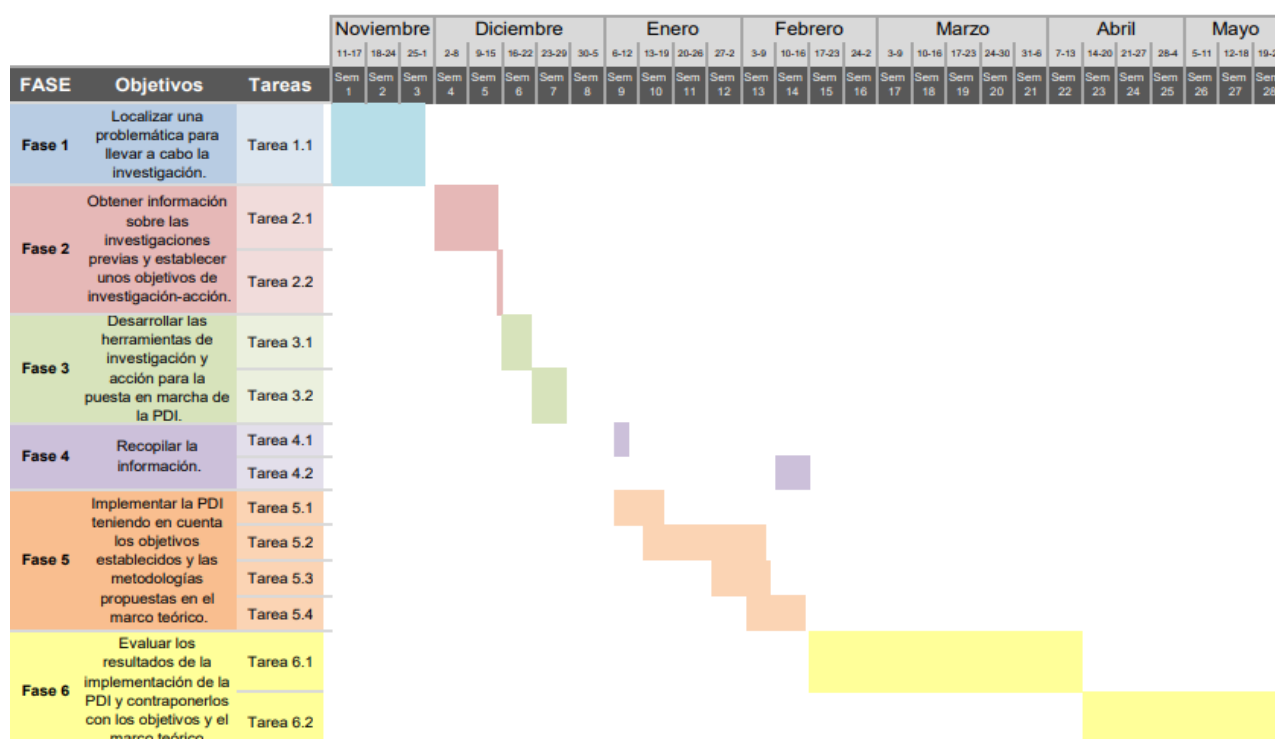 Noviembre Diciembre Enero Febrero Marzo Abril Mayo
11-17 18-24 25-1 2-8 9-15 16-22 23-29 30-5 6-12 13-19 20-26 27-2 3-9 10-16 17-23 24-2 3-9 10-16 17-23 24-30 31-6 7-13 14-20 21-27 28-4 5-11 12-18 19-2
FASE Objetivos Tareas Sem 1 Sem 2 Sem 3 Sem 4 Sem 5 Sem 6 Sem 7 Sem 8 Sem 9 Sem 10 Sem 11 Sem 12 Sem 13 Sem 14 Sem 15 Sem 16 Sem 17 Sem 18 Sem 19 Sem 20 Sem 21 Sem 22 Sem 23 Sem 24 Sem 25 Sem 26 Sem 27 Sem 28
Fase 1
Localizar una
problemática para
llevar a cabo la
investigación.
Tarea 1.1
Fase 2
Obtener información
sobre las
investigaciones
previas y establecer
unos objetivos de
investigación-acción.
Tarea 2.1
Tarea 2.2
Fase 3
Desarrollar las
herramientas de
investigación y
acción para la
puesta en marcha de
la PDI.
Tarea 3.1
Tarea 3.2
Fase 4
Recopilar la
información.
Tarea 4.1
Tarea 4.2
Fase 5
Implementar la PDI
teniendo en cuenta
los objetivos
establecidos y las
metodologías
propuestas en el
marco teórico.
Tarea 5.1
Tarea 5.2
Tarea 5.3
Tarea 5.4
Fase 6
Evaluar los
resultados de la
implementación de la
PDI y contraponerlos
con los objetivos y el
marco teórico
Tarea 6.1
Tarea 6.2